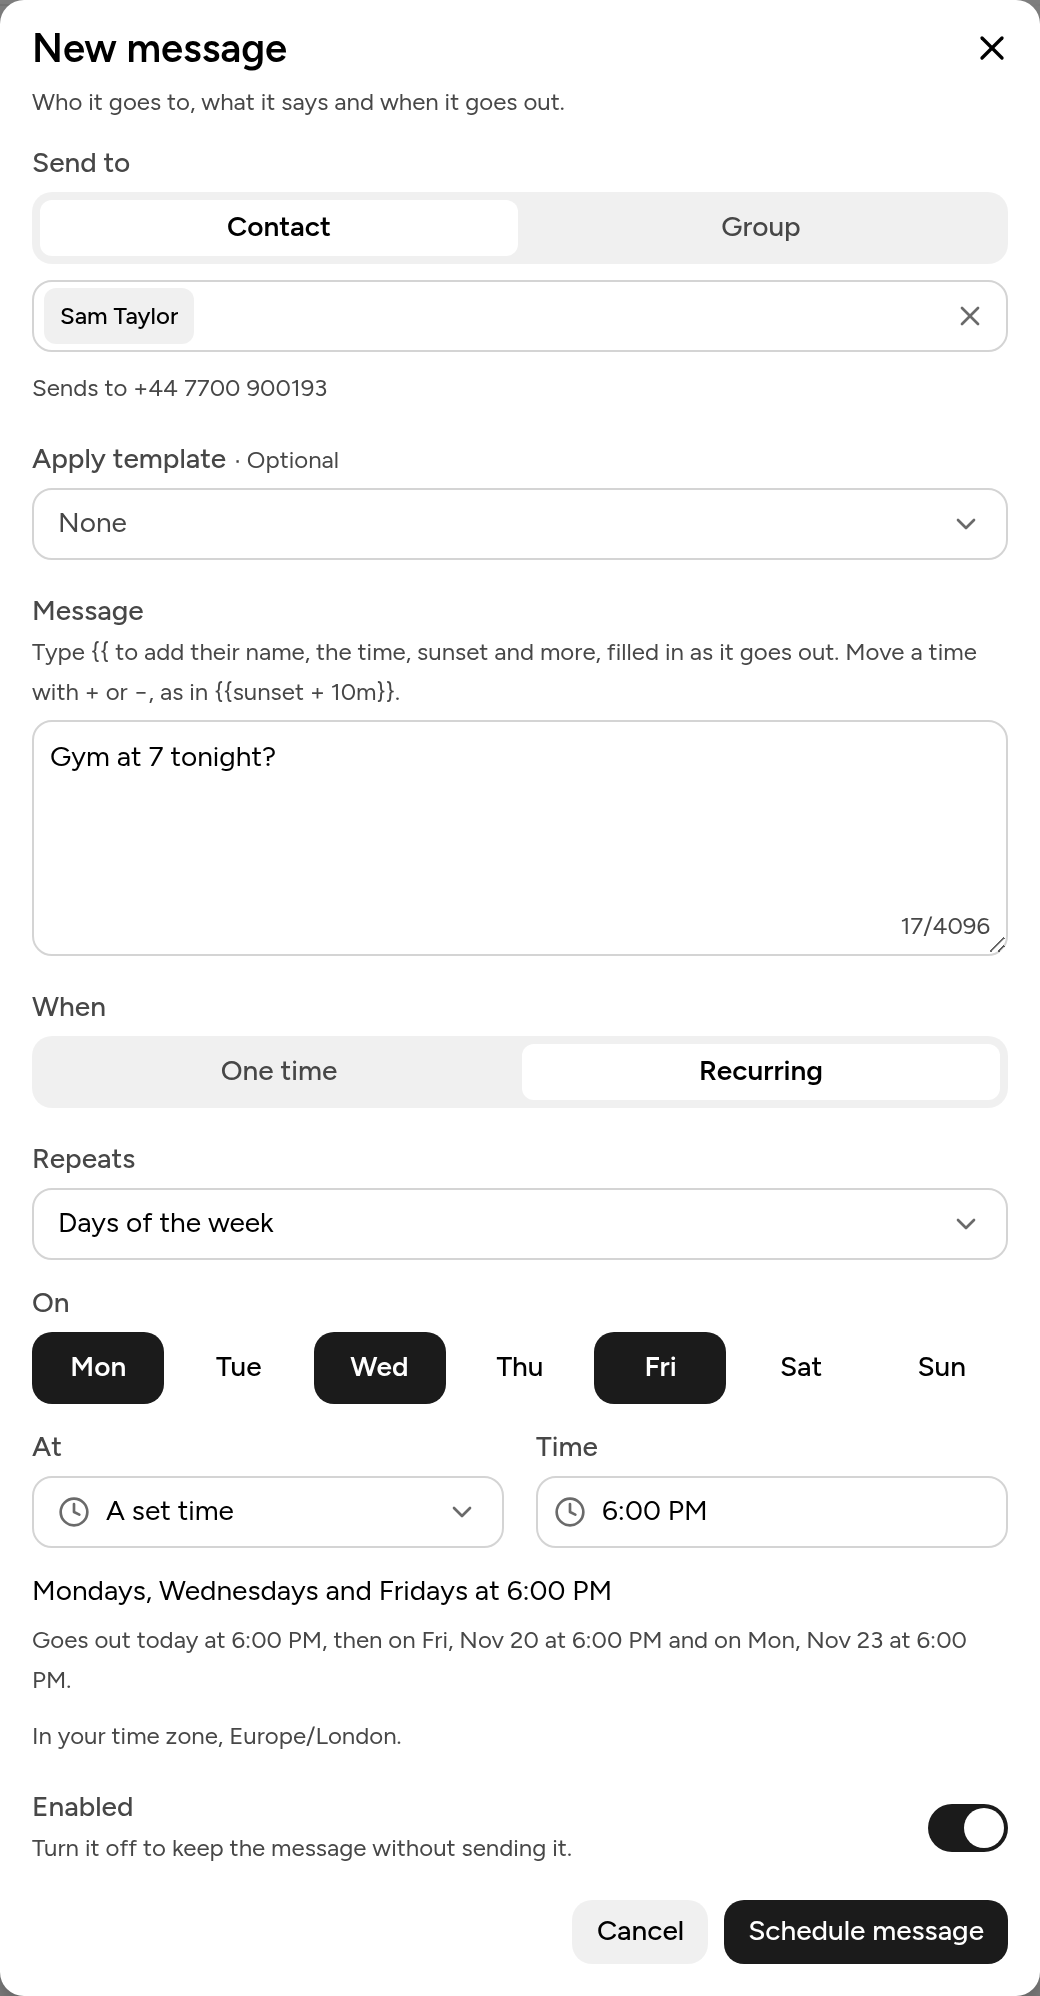 New message
Who it goes to, what it says and when it goes out.
Send to
Contact Group
Sam Taylor
Sends to +44 7700 900193
Apply template · Optional
None
Message
Type {{ to add their name, the time, sunset and more, filled in as it goes out. Move a time
with + or −, as in {{sunset + 10m}}.
Gym at 7 tonight?
17/4096
When
One time Recurring
Repeats
Days of the week
On
Mon Tue Wed Thu Fri Sat Sun
At Time
A set time 6:00 PM
Mondays, Wednesdays and Fridays at 6:00 PM
Goes out today at 6:00 PM, then on Fri, Nov 20 at 6:00 PM and on Mon, Nov 23 at 6:00
PM.
In your time zone, Europe/London.
Enabled
Turn it off to keep the message without sending it.
Cancel Schedule message